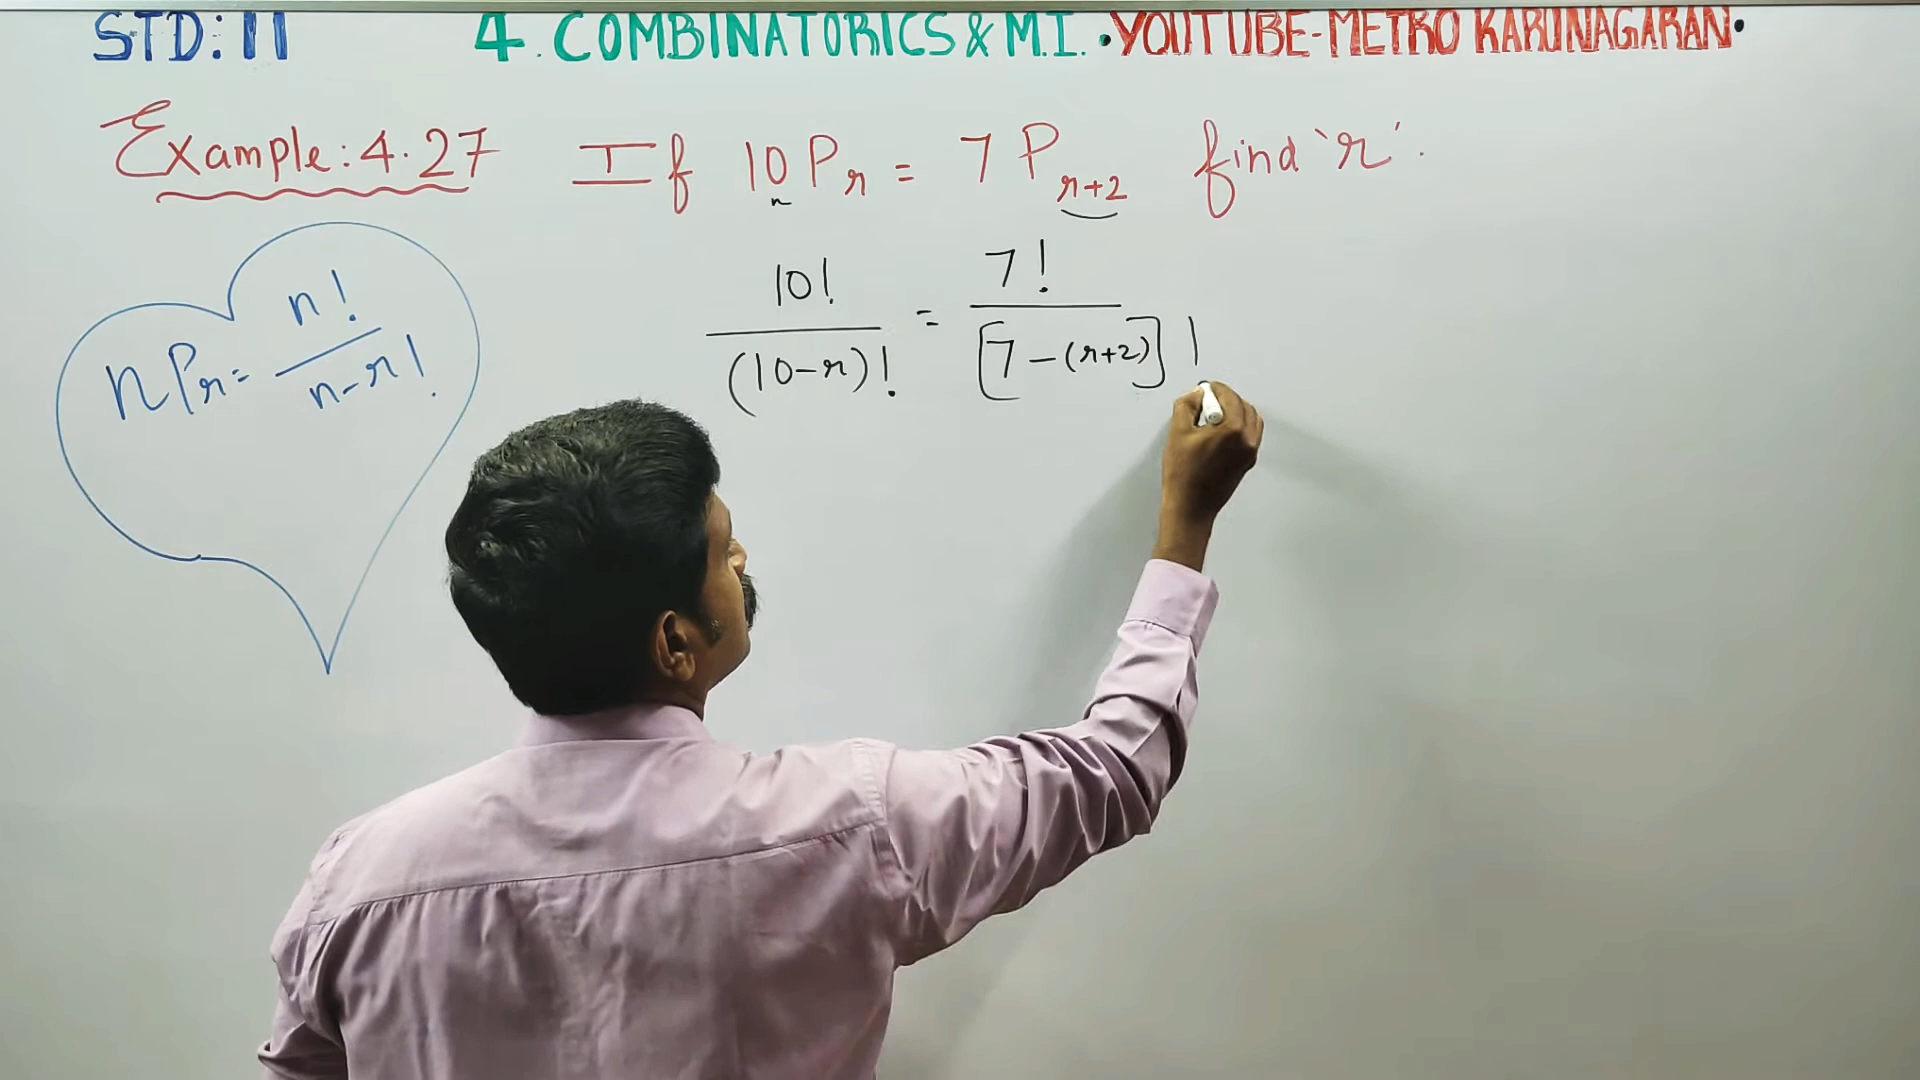 STD: 11 4. COMBINATORICS & M.I. • YOUTUBE-METRO KARUNAGARAN •
Example: 4.27 If 10Pr = 7Pr+2 find 'r'.
n
10! / (10-r)! = 7! / [7-(r+2)]!
nPr = n! / n-r!